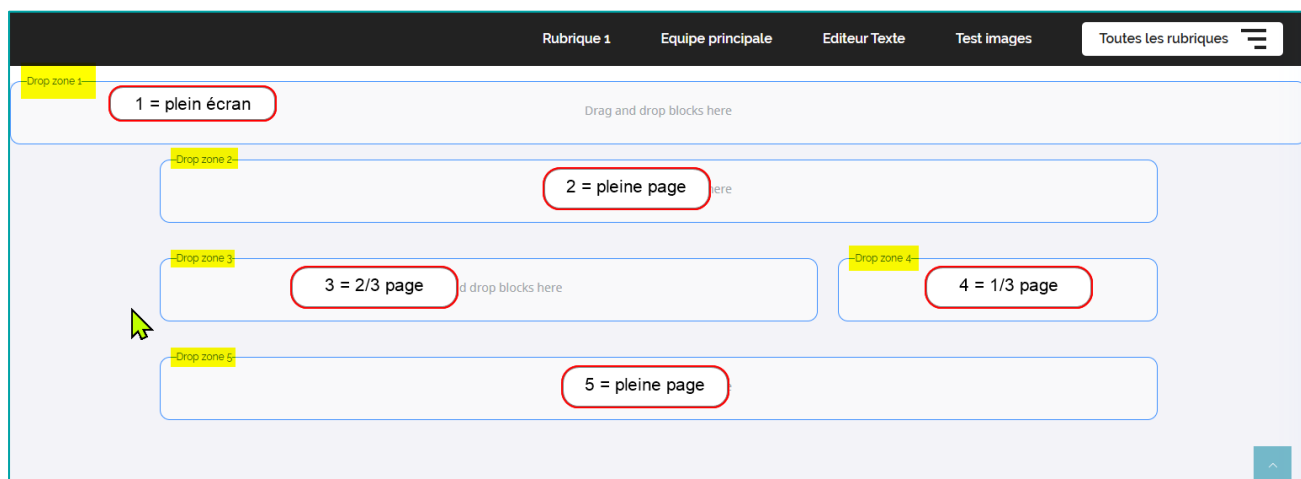 Rubrique 1 Equipe principale Editeur Texte Test images Toutes les rubriques
Drop zone 1
1 = plein écran
Drag and drop blocks here
Drop zone 2
2 = pleine page ere
Drop zone 3
3 = 2/3 page d drop blocks here
Drop zone 4
4 = 1/3 page
Drop zone 5
5 = pleine page